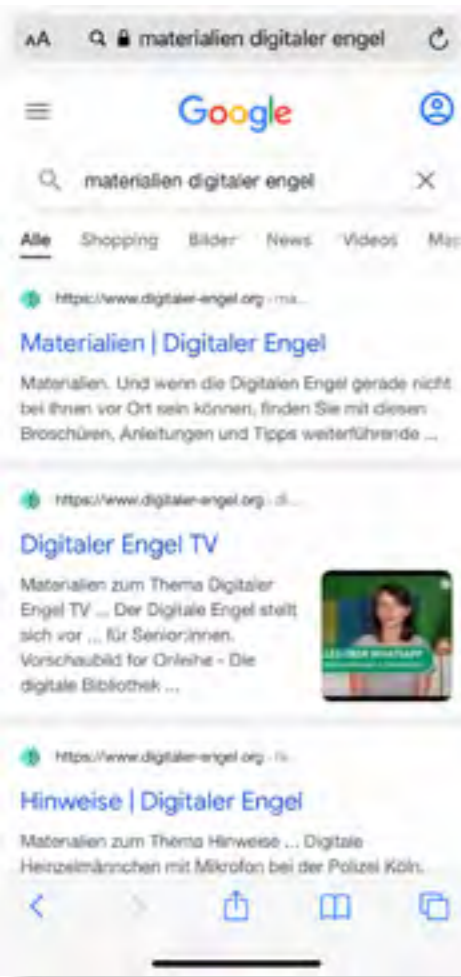 AA materialien digitaler engel
Google
materialien digitaler engel
Alle Shopping Bilder News Videos
https://www.digitaler-engel.org › ma...
Materialien | Digitaler Engel
Materialien. Und wenn die Digitalen Engel gerade nicht
bei Ihnen vor Ort sein können, finden Sie mit diesen
Broschüren, Anleitungen und Tipps weiterführende ...
https://www.digitaler-engel.org › di...
Digitaler Engel TV
Materialien zum Thema Digitaler
Engel TV ... Der Digitale Engel stellt
sich vor ... für Senior:innen.
Vorschaubild for Onleihe - Die
digitale Bibliothek ...
ÜBER WHATSAPP
https://www.digitaler-engel.org
Hinweise | Digitaler Engel
Materialien zum Thema Hinweise ... Digitale
Heinzelmännchen mit Mikrofon bei der Polizei Köln.